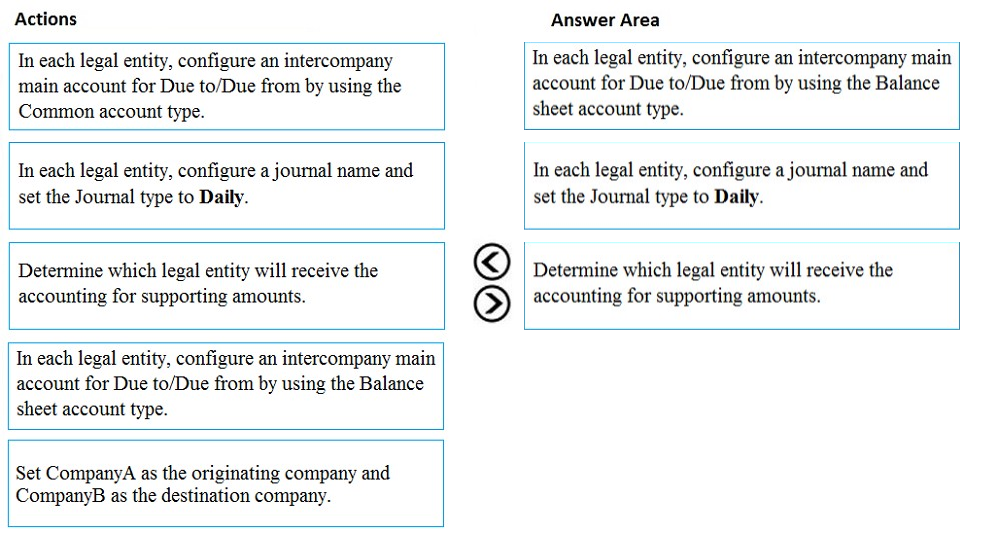 Actions
In each legal entity, configure an intercompany
main account for Due to/Due from by using the
Common account type.
In each legal entity, configure a journal name and
set the Journal type to Daily.
Determine which legal entity will receive the
accounting for supporting amounts.
In each legal entity, configure an intercompany main
account for Due to/Due from by using the Balance
sheet account type.
Set CompanyA as the originating company and
CompanyB as the destination company.
Answer Area
In each legal entity, configure an intercompany main
account for Due to/Due from by using the Balance
sheet account type.
In each legal entity, configure a journal name and
set the Journal type to Daily.
Determine which legal entity will receive the
accounting for supporting amounts.